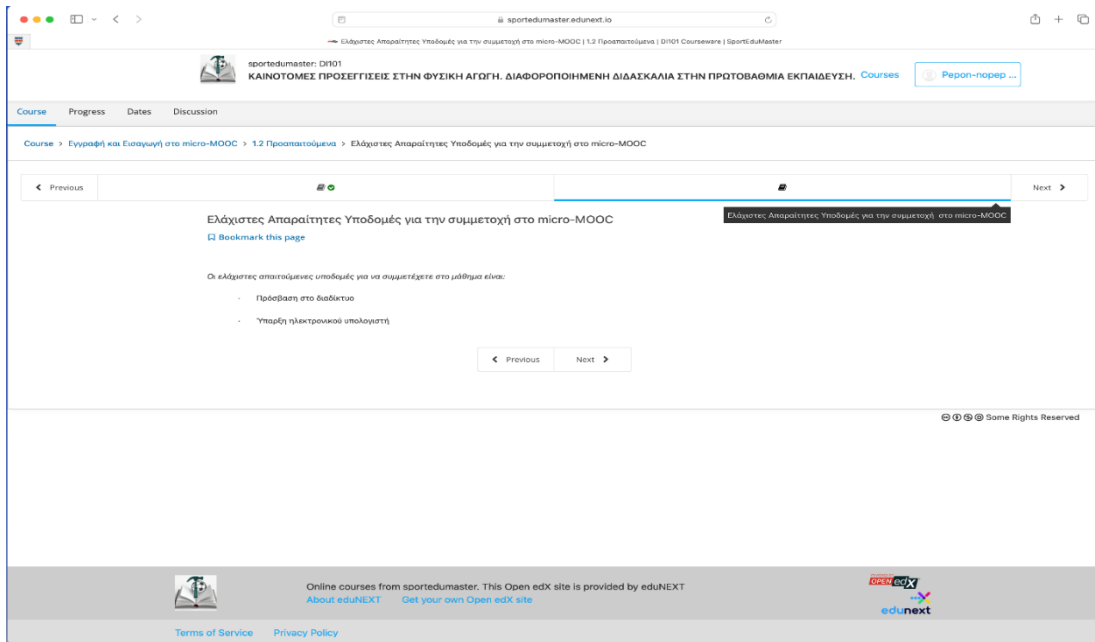 sportedumaster.edunext.io
Ελάχιστες Απαραίτητες Υποδομές για την συμμετοχή στο micro-MOOC | 1.2 Προαπαιτούμενα | DI101 Courseware | SportEduMaster
sportedumaster: DI101
ΚΑΙΝΟΤΟΜΕΣ ΠΡΟΣΕΓΓΙΣΕΙΣ ΣΤΗΝ ΦΥΣΙΚΗ ΑΓΩΓΗ. ΔΙΑΦΟΡΟΠΟΙΗΜΕΝΗ ΔΙΔΑΣΚΑΛΙΑ ΣΤΗΝ ΠΡΩΤΟΒΑΘΜΙΑ ΕΚΠΑΙΔΕΥΣΗ.
Courses
Pepon-nopep ...
Course Progress Dates Discussion
Course > Εγγραφή και Εισαγωγή στο micro-MOOC > 1.2 Προαπαιτούμενα > Ελάχιστες Απαραίτητες Υποδομές για την συμμετοχή στο micro-MOOC
Previous Next
Ελάχιστες Απαραίτητες Υποδομές για την συμμετοχή στο micro-MOOC
Ελάχιστες Απαραίτητες Υποδομές για την συμμετοχή στο micro-MOOC
Bookmark this page
Οι ελάχιστες απαιτούμενες υποδομές για να συμμετέχετε στο μάθημα είναι:
- Πρόσβαση στο διαδίκτυο
- Ύπαρξη ηλεκτρονικού υπολογιστή
Previous Next
Some Rights Reserved
Online courses from sportedumaster. This Open edX site is provided by eduNEXT
About eduNEXT Get your own Open edX site
OPEN edX
edunext
Terms of Service Privacy Policy